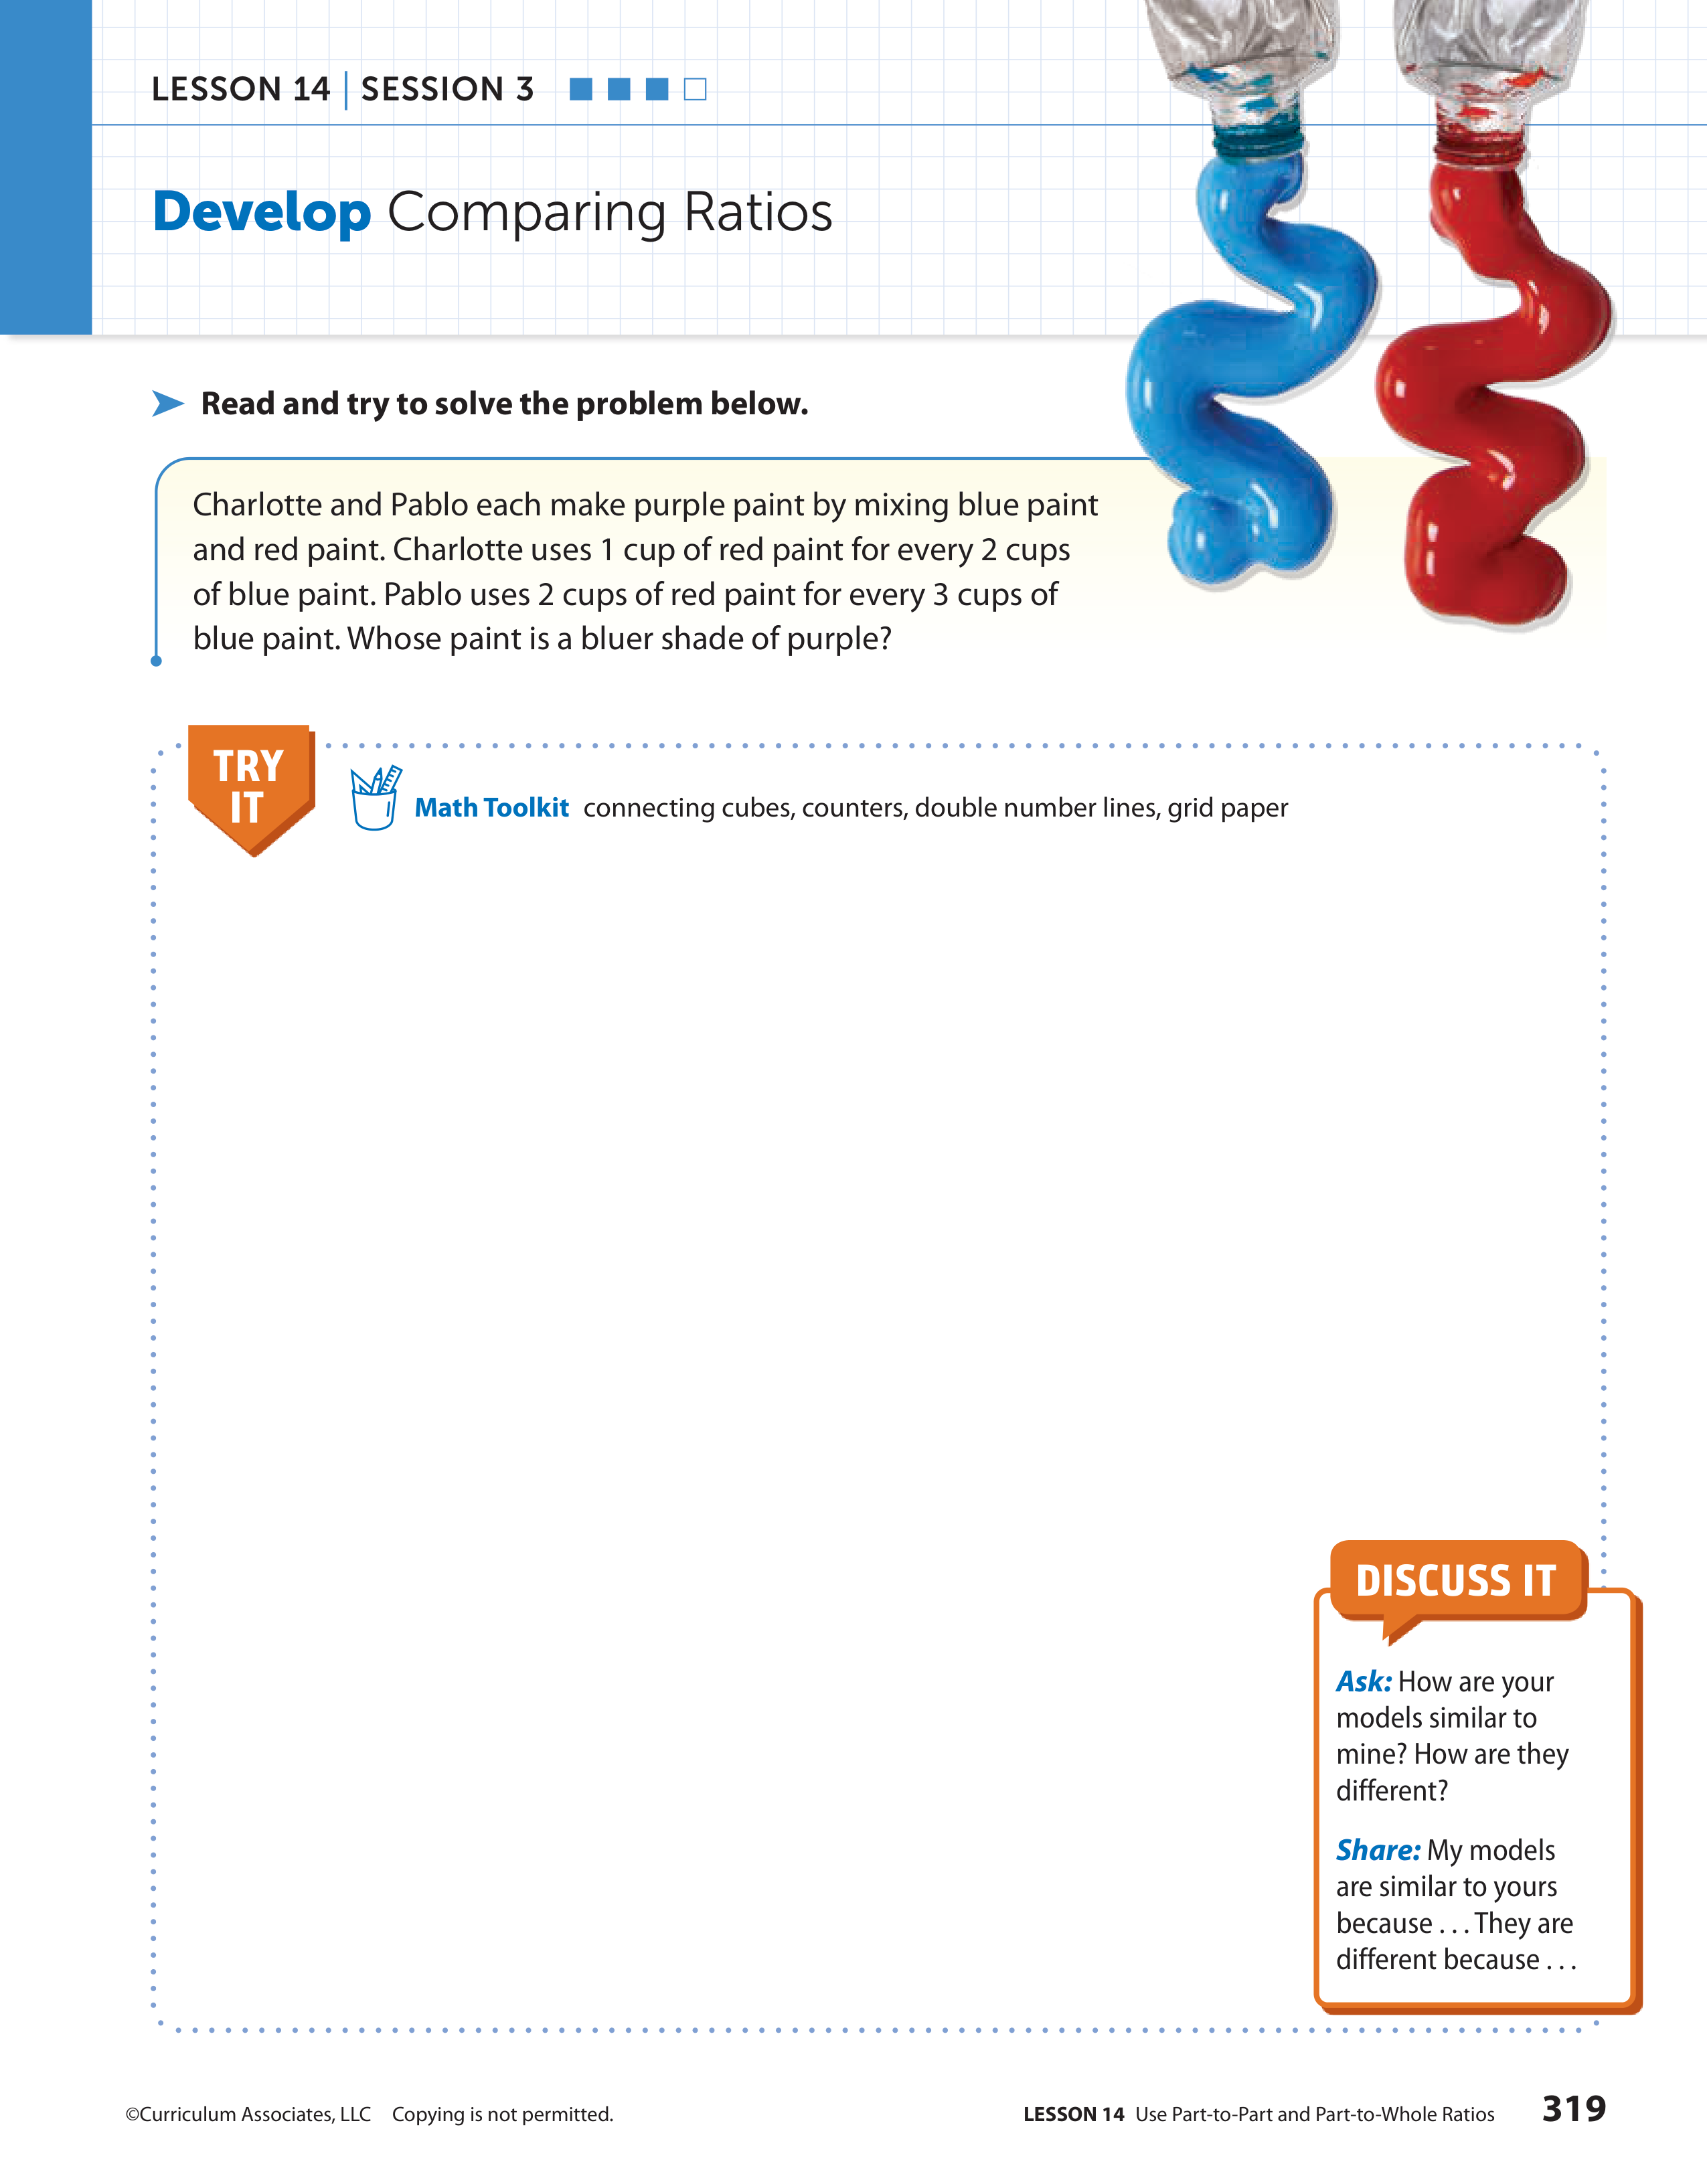 LESSON 14 | SESSION 3
Develop Comparing Ratios
Read and try to solve the problem below.
Charlotte and Pablo each make purple paint by mixing blue paint
and red paint. Charlotte uses 1 cup of red paint for every 2 cups
of blue paint. Pablo uses 2 cups of red paint for every 3 cups of
blue paint. Whose paint is a bluer shade of purple?
TRY
IT
Math Toolkit connecting cubes, counters, double number lines, grid paper
DISCUSS IT
Ask: How are your
models similar to
mine? How are they
different?
Share: My models
are similar to yours
because . . . They are
different because . . .
©Curriculum Associates, LLC Copying is not permitted.
LESSON 14 Use Part-to-Part and Part-to-Whole Ratios 319